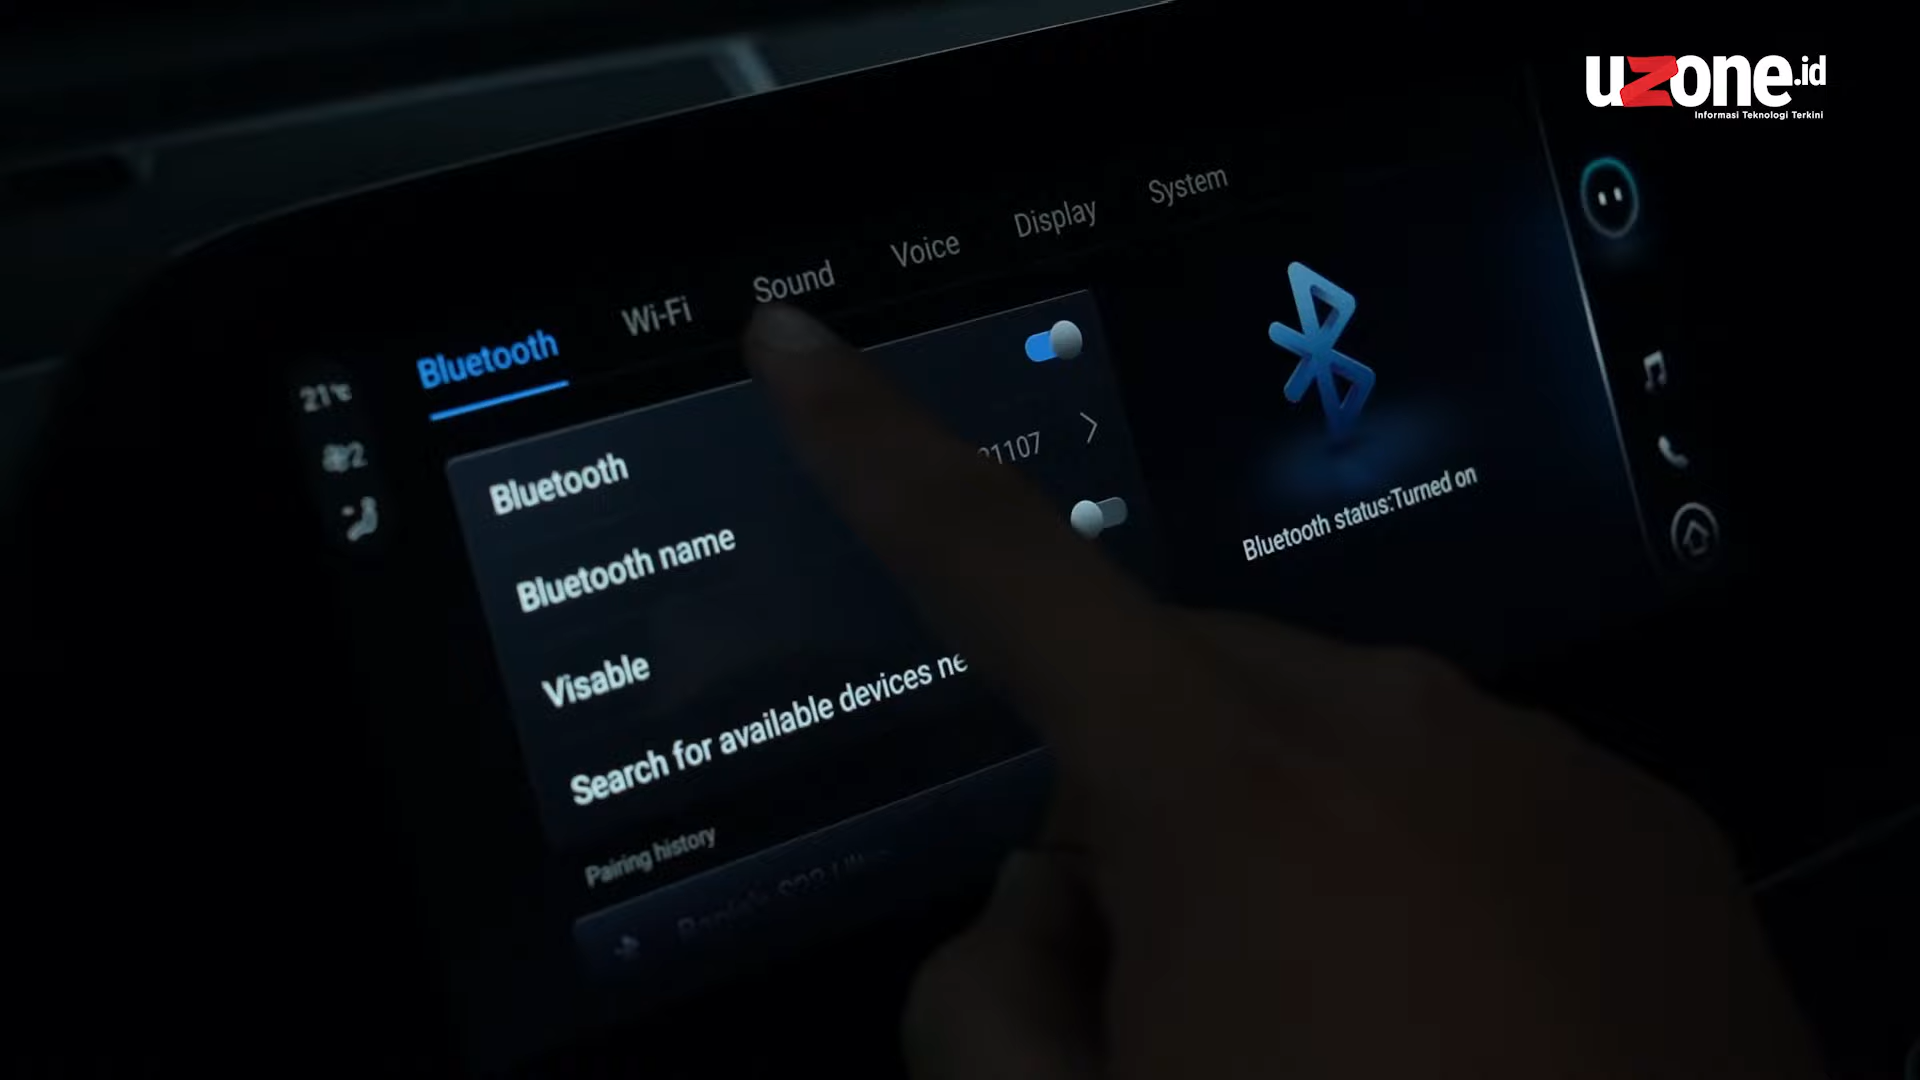 uzone.id
Informasi Teknologi Terkini
Bluetooth
Wi-Fi
Sound
Voice
Display
System
21°C
2
Bluetooth
Bluetooth name
1107
Visable
Search for available devices
Pairing history
Bluetooth status:Turned on